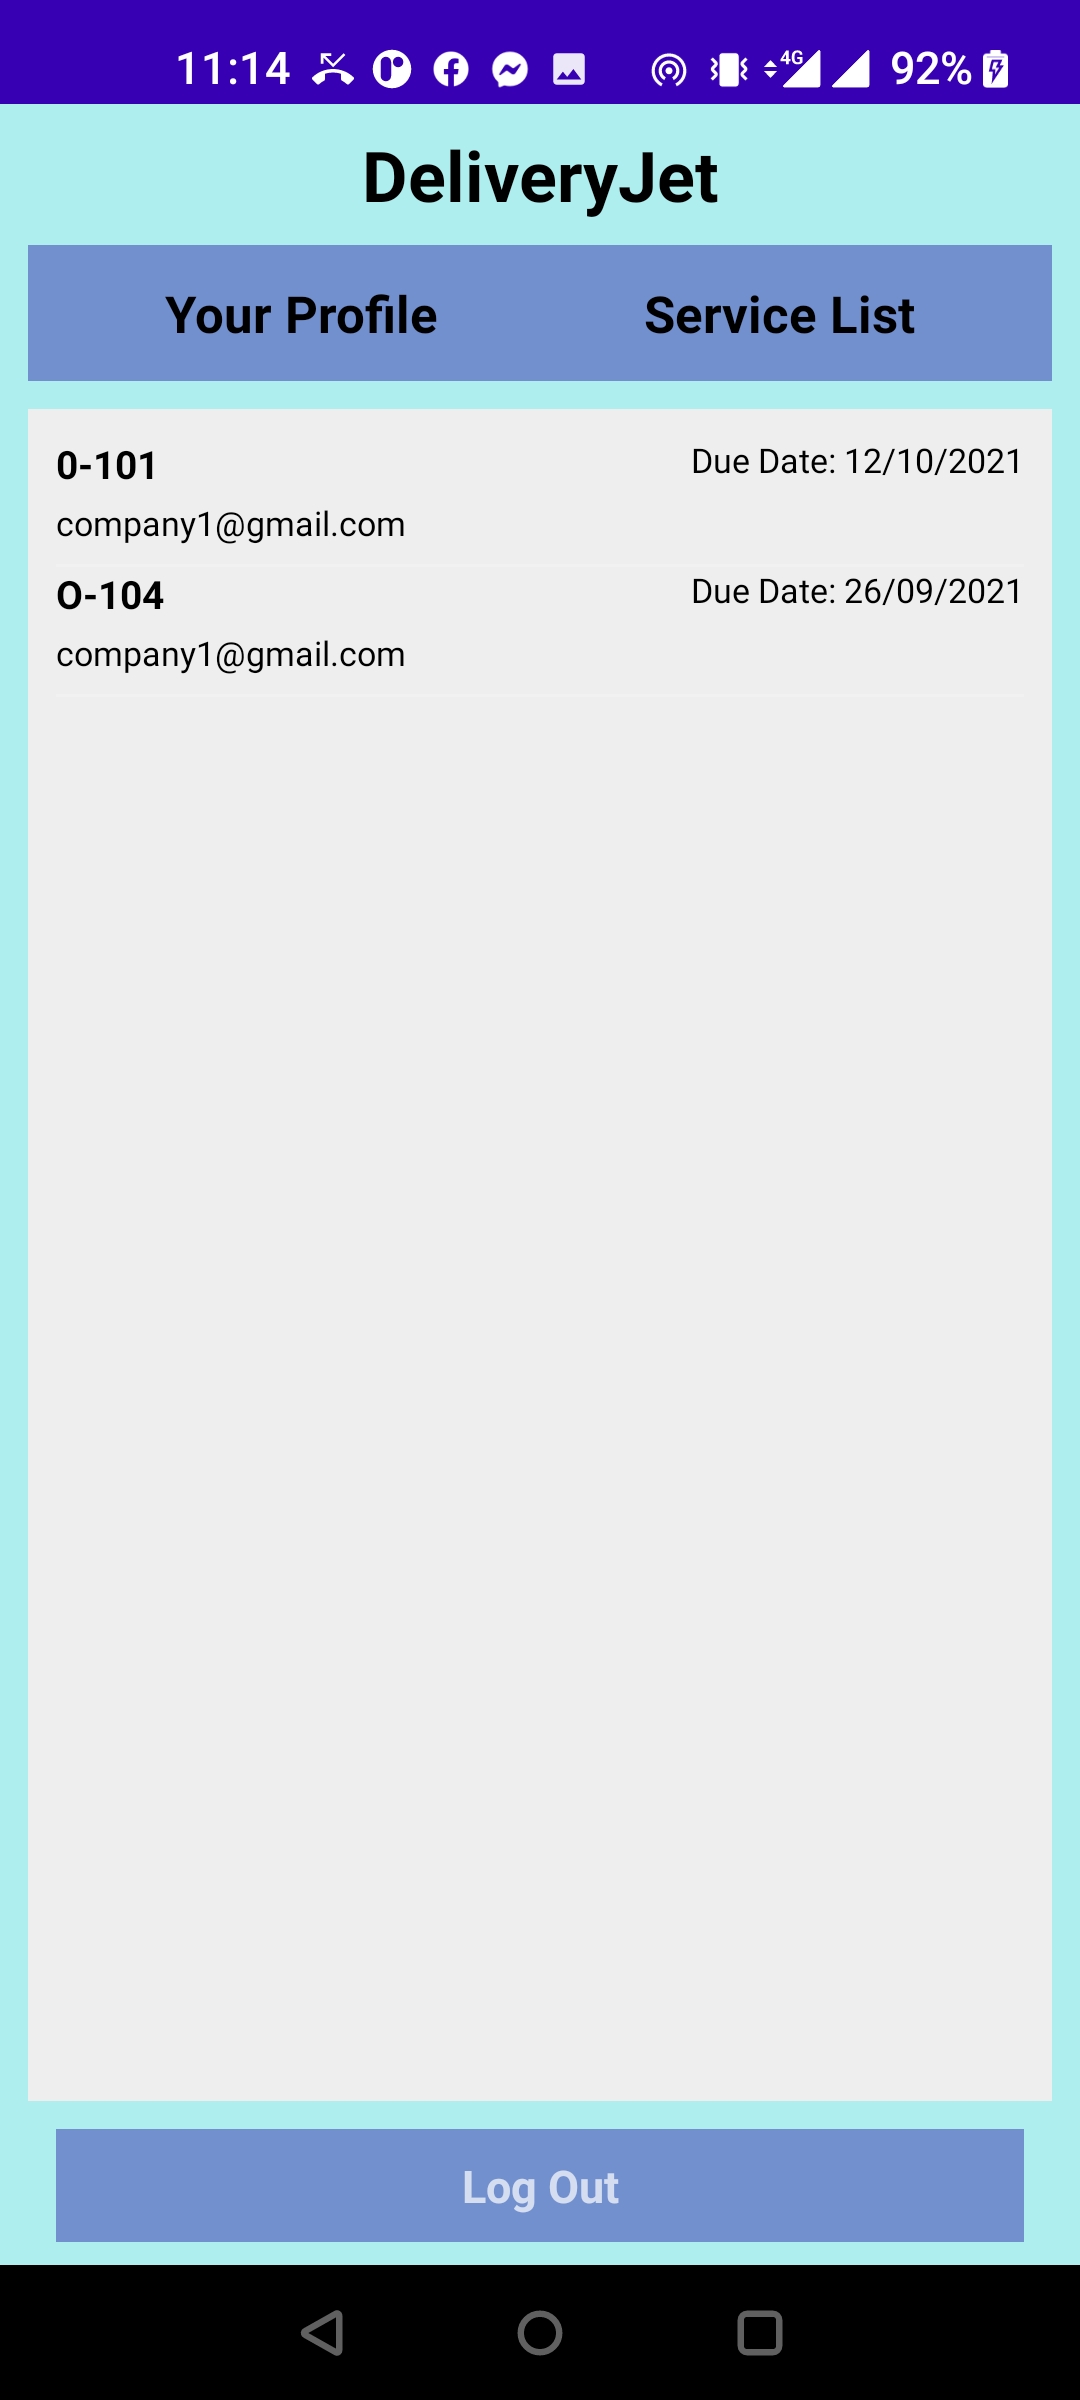 11:14 4G 92%
DeliveryJet
Your Profile Service List
0-101 Due Date: 12/10/2021
company1@gmail.com
O-104 Due Date: 26/09/2021
company1@gmail.com
Log Out